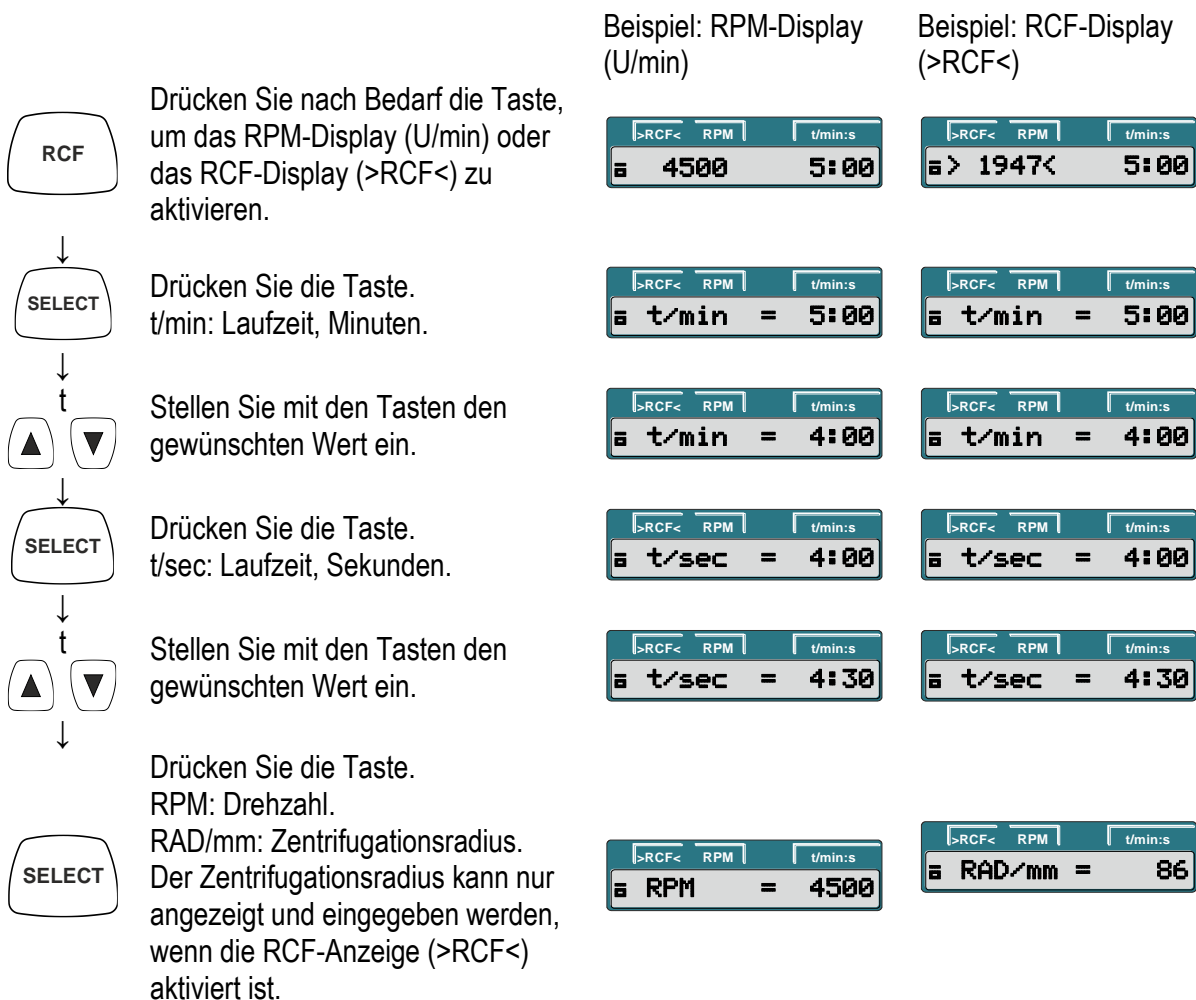 Beispiel: RPM-Display
(U/min)
Beispiel: RCF-Display
(>RCF<)
RCF
Drücken Sie nach Bedarf die Taste,
um das RPM-Display (U/min) oder
das RCF-Display (>RCF<) zu
aktivieren.
>RCF< RPM t/min:s
4500 5:00
>RCF< RPM t/min:s
> 1947< 5:00
↓
SELECT
Drücken Sie die Taste.
t/min: Laufzeit, Minuten.
>RCF< RPM t/min:s
t/min = 5:00
>RCF< RPM t/min:s
t/min = 5:00
↓
t
▲ ▼
Stellen Sie mit den Tasten den
gewünschten Wert ein.
>RCF< RPM t/min:s
t/min = 4:00
>RCF< RPM t/min:s
t/min = 4:00
↓
SELECT
Drücken Sie die Taste.
t/sec: Laufzeit, Sekunden.
>RCF< RPM t/min:s
t/sec = 4:00
>RCF< RPM t/min:s
t/sec = 4:00
↓
t
▲ ▼
Stellen Sie mit den Tasten den
gewünschten Wert ein.
>RCF< RPM t/min:s
t/sec = 4:30
>RCF< RPM t/min:s
t/sec = 4:30
↓
SELECT
Drücken Sie die Taste.
RPM: Drehzahl.
RAD/mm: Zentrifugationsradius.
Der Zentrifugationsradius kann nur
angezeigt und eingegeben werden,
wenn die RCF-Anzeige (>RCF<)
aktiviert ist.
>RCF< RPM t/min:s
RPM = 4500
>RCF< RPM t/min:s
RAD/mm = 86